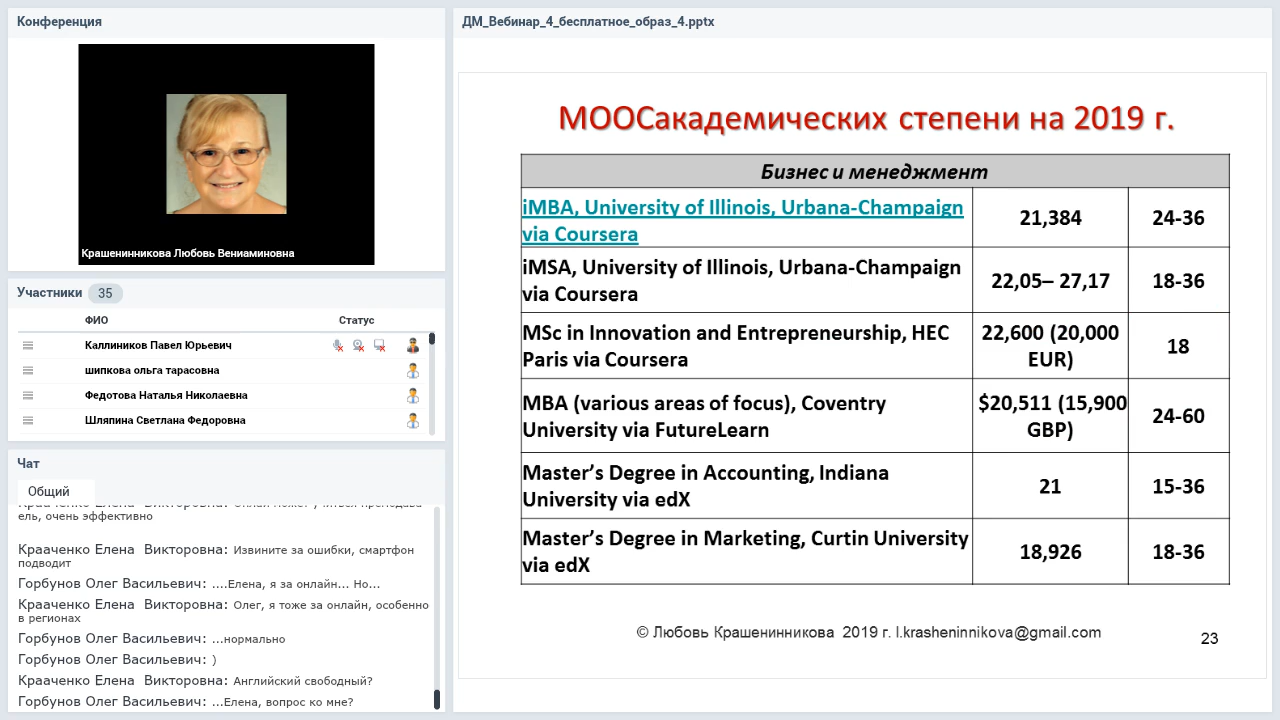 Конференция
Крашенинникова Любовь Вениаминовна
Участники 35
ФИО Статус
Каллиников Павел Юрьевич
шипкова ольга тарасовна
Федотова Наталья Николаевна
Шляпина Светлана Федоровна
Чат
Общий
ель, очень эффективно
Крааченко Елена Викторовна: Извините за ошибки, смартфон
подводит
Горбунов Олег Васильевич: ....Елена, я за онлайн... Но...
Крааченко Елена Викторовна: Олег, я тоже за онлайн, особенно
в регионах
Горбунов Олег Васильевич: ...нормально
Горбунов Олег Васильевич: )
Крааченко Елена Викторовна: Английский свободный?
Горбунов Олег Васильевич: ...Елена, вопрос ко мне?
ДМ_Вебинар_4_бесплатное_образ_4.pptx
МООСакадемических степени на 2019 г.
Бизнес и менеджмент
iMBA, University of Illinois, Urbana-Champaign
via Coursera
21,384
24-36
iMSA, University of Illinois, Urbana-Champaign
via Coursera
22,05– 27,17
18-36
MSc in Innovation and Entrepreneurship, HEC
Paris via Coursera
22,600 (20,000
EUR)
18
MBA (various areas of focus), Coventry
University via FutureLearn
$20,511 (15,900
GBP)
24-60
Master’s Degree in Accounting, Indiana
University via edX
21
15-36
Master’s Degree in Marketing, Curtin University
via edX
18,926
18-36
© Любовь Крашенинникова 2019 г. l.krasheninnikova@gmail.com
23